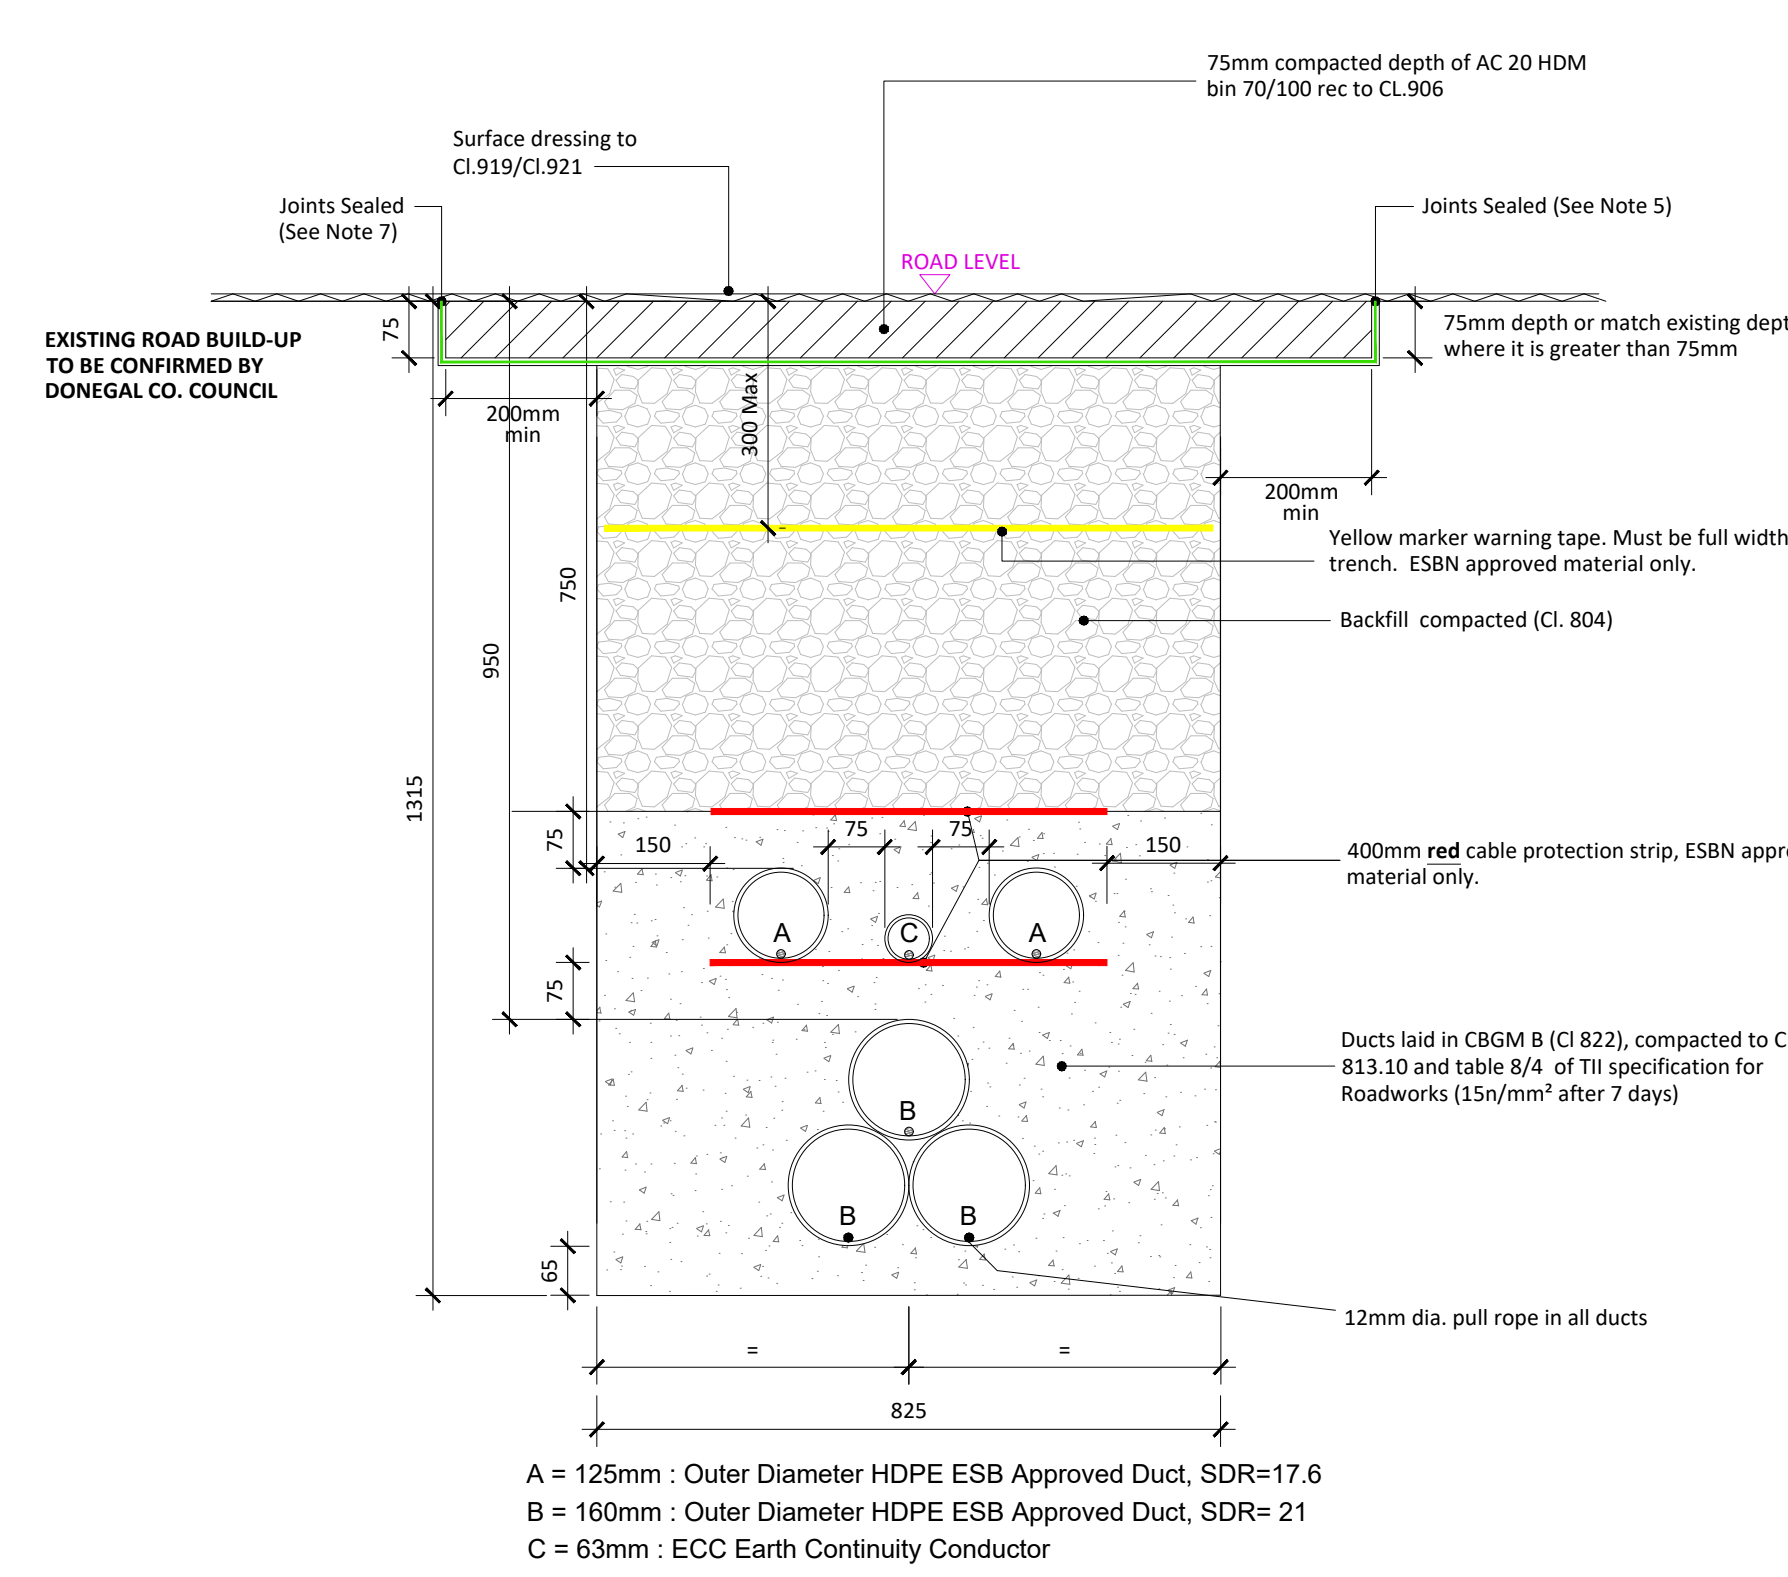 75mm compacted depth of AC 20 HDM
bin 70/100 rec to CL.906
Surface dressing to
Cl.919/Cl.921
Joints Sealed
(See Note 7)
Joints Sealed (See Note 5)
ROAD LEVEL
EXISTING ROAD BUILD-UP
TO BE CONFIRMED BY
DONEGAL CO. COUNCIL
75
75mm depth or match existing dept
where it is greater than 75mm
200mm
min
300 Max
200mm
min
Yellow marker warning tape. Must be full width
trench. ESBN approved material only.
750
Backfill compacted (Cl. 804)
950
1315
75
150
75
75
150
400mm red cable protection strip, ESBN appr
material only.
A
C
A
75
Ducts laid in CBGM B (Cl 822), compacted to C
813.10 and table 8/4 of TII specification for
Roadworks (15n/mm² after 7 days)
B
B
B
65
12mm dia. pull rope in all ducts
=
=
825
A = 125mm : Outer Diameter HDPE ESB Approved Duct, SDR=17.6
B = 160mm : Outer Diameter HDPE ESB Approved Duct, SDR= 21
C = 63mm : ECC Earth Continuity Conductor